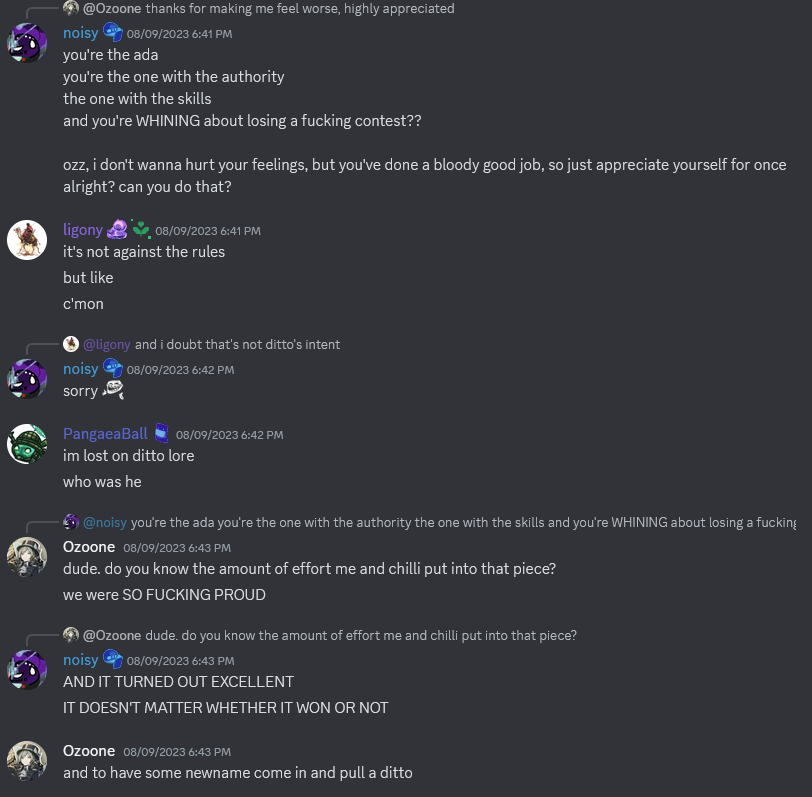 @Ozoone thanks for making me feel worse, highly appreciated
noisy 08/09/2023 6:41 PM
you're the ada
you're the one with the authority
the one with the skills
and you're WHINING about losing a fucking contest??
ozz, i don't wanna hurt your feelings, but you've done a bloody good job, so just appreciate yourself for once
alright? can you do that?
ligony 08/09/2023 6:41 PM
it's not against the rules
but like
c'mon
@ligony and i doubt that's not ditto's intent
noisy 08/09/2023 6:42 PM
sorry
PangaeaBall 08/09/2023 6:42 PM
im lost on ditto lore
who was he
@noisy you're the ada you're the one with the authority the one with the skills and you're WHINING about losing a fucking
Ozoone 08/09/2023 6:43 PM
dude. do you know the amount of effort me and chilli put into that piece?
we were SO FUCKING PROUD
@Ozoone dude. do you know the amount of effort me and chilli put into that piece?
noisy 08/09/2023 6:43 PM
AND IT TURNED OUT EXCELLENT
IT DOESN'T MATTER WHETHER IT WON OR NOT
Ozoone 08/09/2023 6:43 PM
and to have some newname come in and pull a ditto